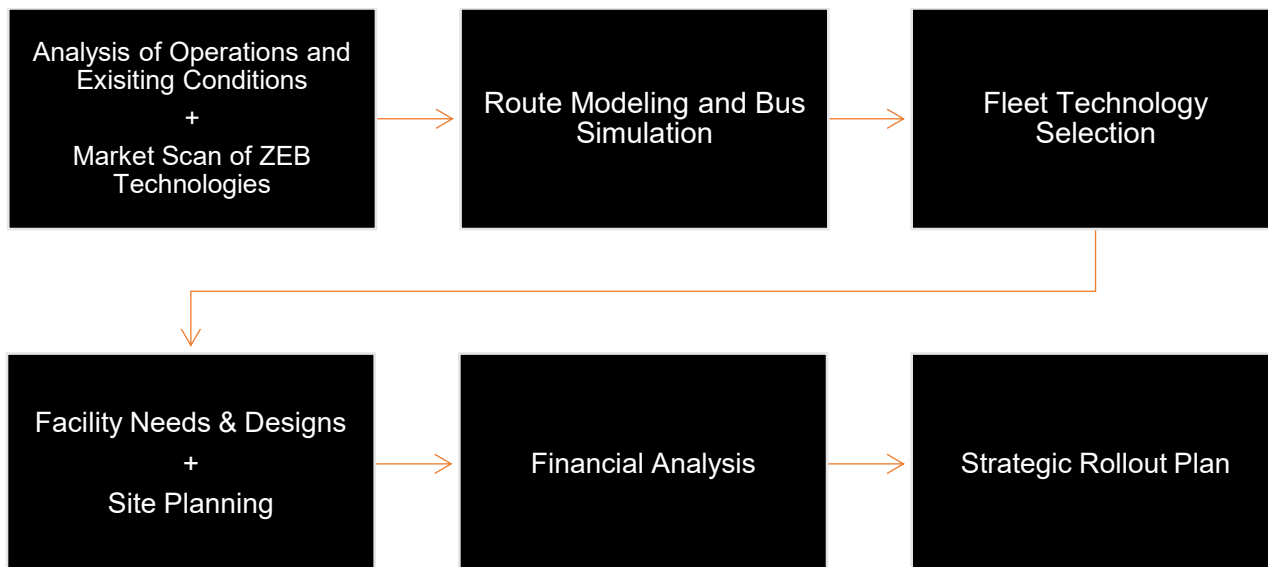 Analysis of Operations and
Exisiting Conditions
+
Market Scan of ZEB
Technologies
Route Modeling and Bus
Simulation
Fleet Technology
Selection
Facility Needs & Designs
+
Site Planning
Financial Analysis
Strategic Rollout Plan